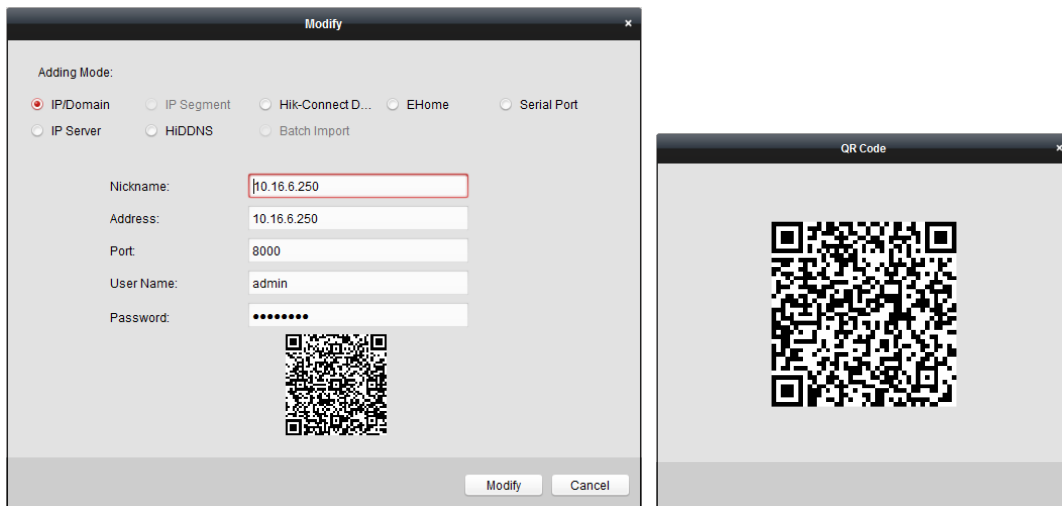 Modify
×
Adding Mode:
IP/Domain IP Segment Hik-Connect D... EHome Serial Port
IP Server HiDDNS Batch Import
Nickname: 10.16.6.250
Address: 10.16.6.250
Port: 8000
User Name: admin
Password: ●●●●●●●●
Modify Cancel
QR Code
×